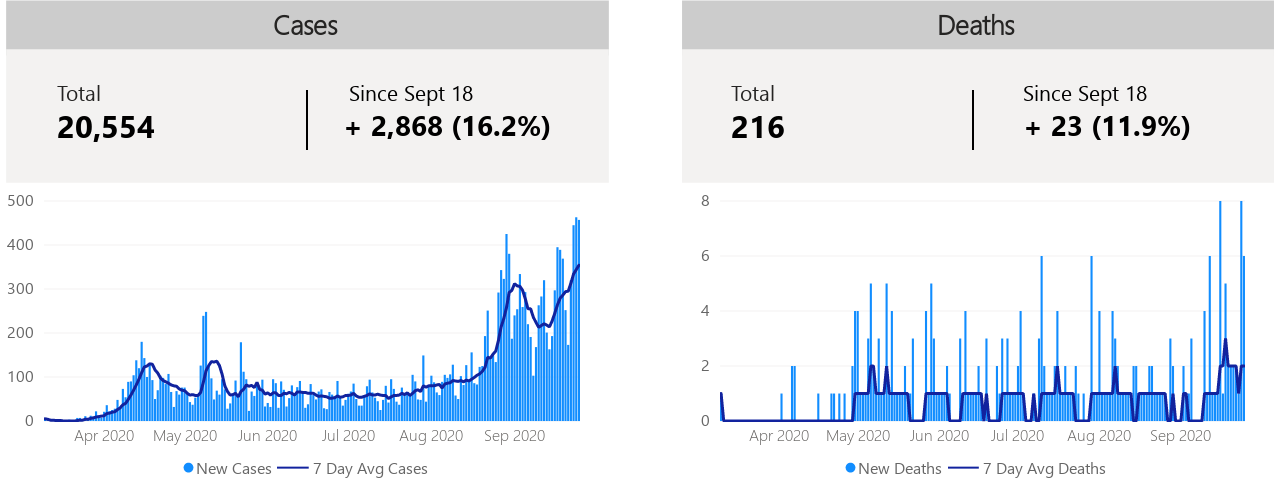 Cases
Total
Since Sept 18
20,554
+ 2,868 (16.2%)
500
400
300
200
100
0
Apr 2020 May 2020 Jun 2020 Jul 2020 Aug 2020 Sep 2020
New Cases 7 Day Avg Cases
Deaths
Total
Since Sept 18
216
+ 23 (11.9%)
8
6
4
2
0
Apr 2020 May 2020 Jun 2020 Jul 2020 Aug 2020 Sep 2020
New Deaths 7 Day Avg Deaths